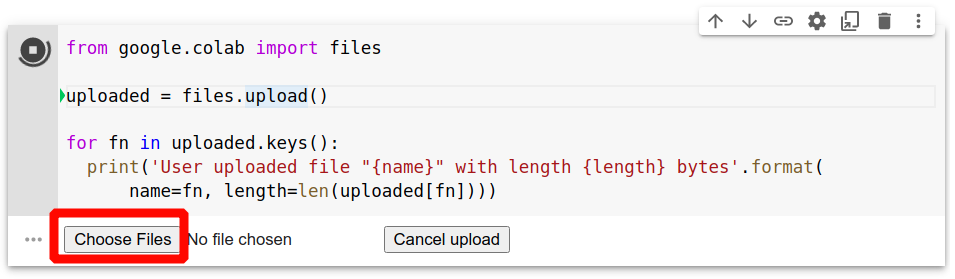 from google.colab import files
uploaded = files.upload()
for fn in uploaded.keys():
  print('User uploaded file "{name}" with length {length} bytes'.format(
      name=fn, length=len(uploaded[fn])))
Choose Files No file chosen Cancel upload